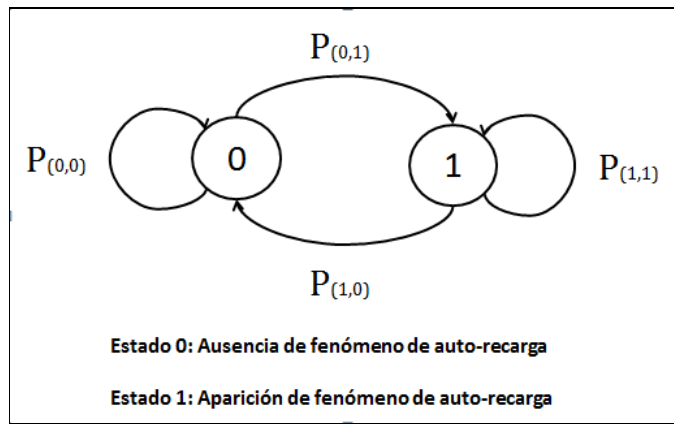 P(0,1)
P(0,0)
0
1
P(1,1)
P(1,0)
Estado 0: Ausencia de fenómeno de auto-recarga
Estado 1: Aparición de fenómeno de auto-recarga